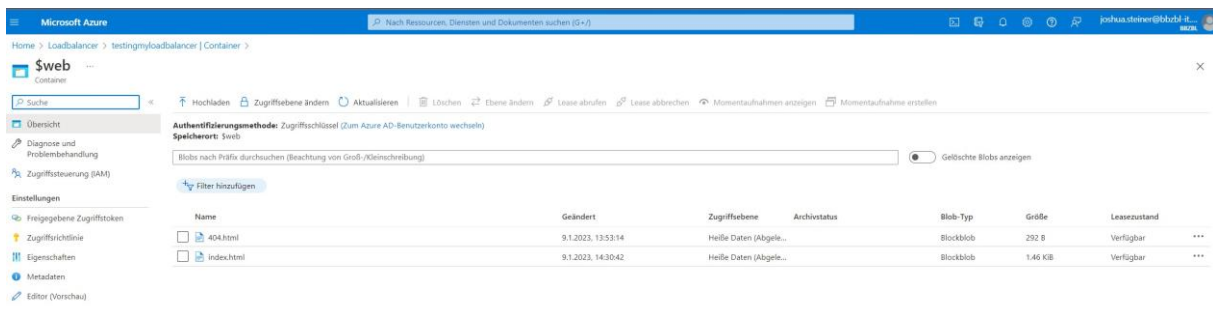 Microsoft Azure
Nach Ressourcen, Diensten und Dokumenten suchen (G+/)
joshua.steiner@bbzbl-it....
BBZBL
Home > Loadbalancer > testingmyloadbalancer | Container >
$web ...
Container
Suche
Hochladen Zugriffsebene ändern Aktualisieren Löschen Ebene ändern Lease abrufen Lease abbrechen Momentaufnahmen anzeigen Momentaufnahme erstellen
Übersicht
Diagnose und
Problembehandlung
Zugriffssteuerung (IAM)
Einstellungen
Freigegebene Zugriffstoken
Zugriffsrichtlinie
Eigenschaften
Metadaten
Editor (Vorschau)
Authentifizierungsmethode: Zugriffsschlüssel (Zum Azure AD-Benutzerkonto wechseln)
Speicherort: $web
Blobs nach Präfix durchsuchen (Beachtung von Groß-/Kleinschreibung)
Gelöschte Blobs anzeigen
Filter hinzufügen
Name Geändert Zugriffsebene Archivstatus Blob-Typ Größe Leasezustand
404.html 9.1.2023, 13:53:14 Heiße Daten (Abgele... Blockblob 292 B Verfügbar ...
index.html 9.1.2023, 14:30:42 Heiße Daten (Abgele... Blockblob 1.46 KiB Verfügbar ...